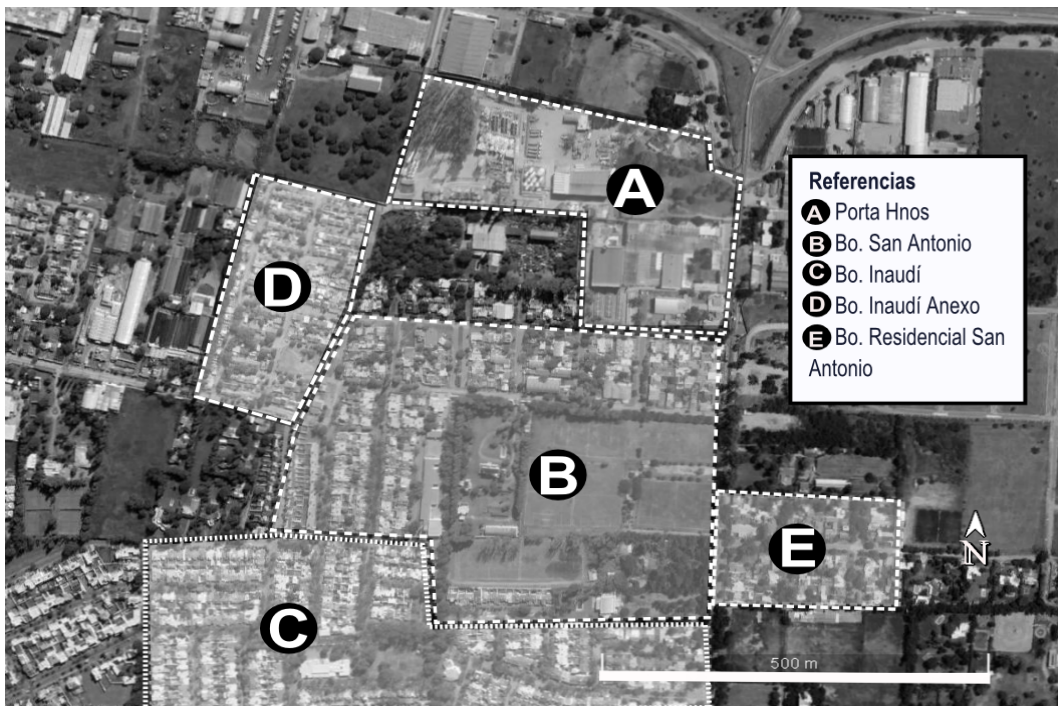 A
Referencias
A Porta Hnos
B Bo. San Antonio
C Bo. Inaudí
D Bo. Inaudí Anexo
E Bo. Residencial San
Antonio
D
B
E
N
C
500 m